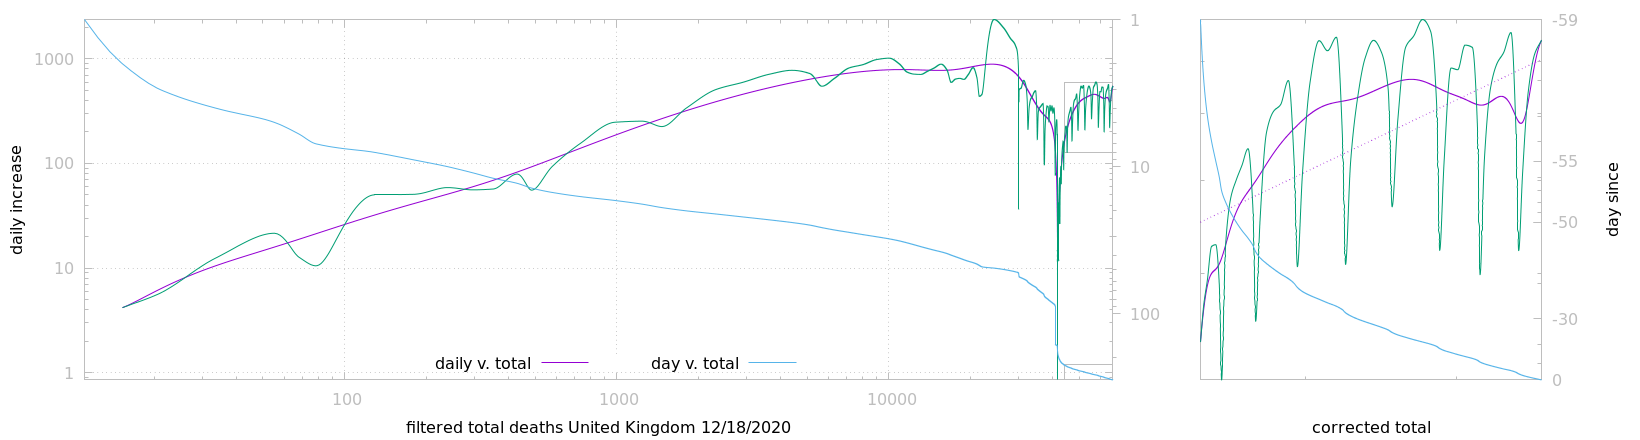 daily increase
1000
100
10
1
daily v. total
day v. total
100
1000
10000
filtered total deaths United Kingdom 12/18/2020
1
10
100
-59
-55
-50
-30
0
day since
corrected total